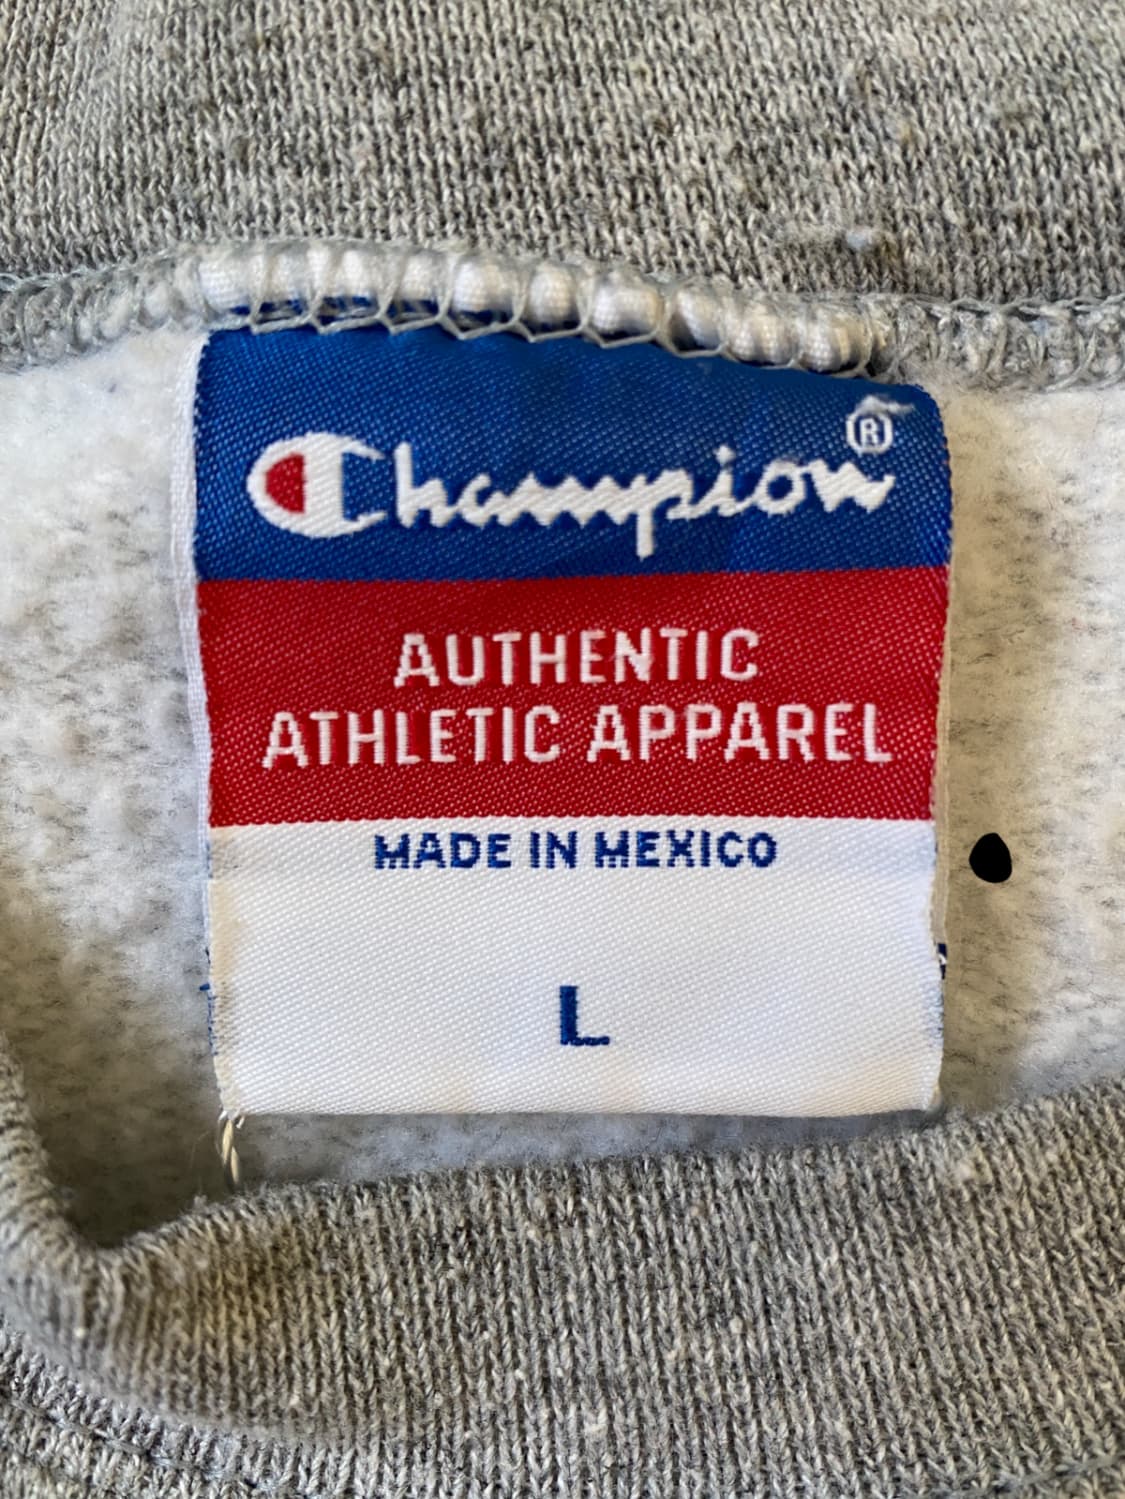 Champion®
AUTHENTIC
ATHLETIC APPAREL
MADE IN MEXICO
L